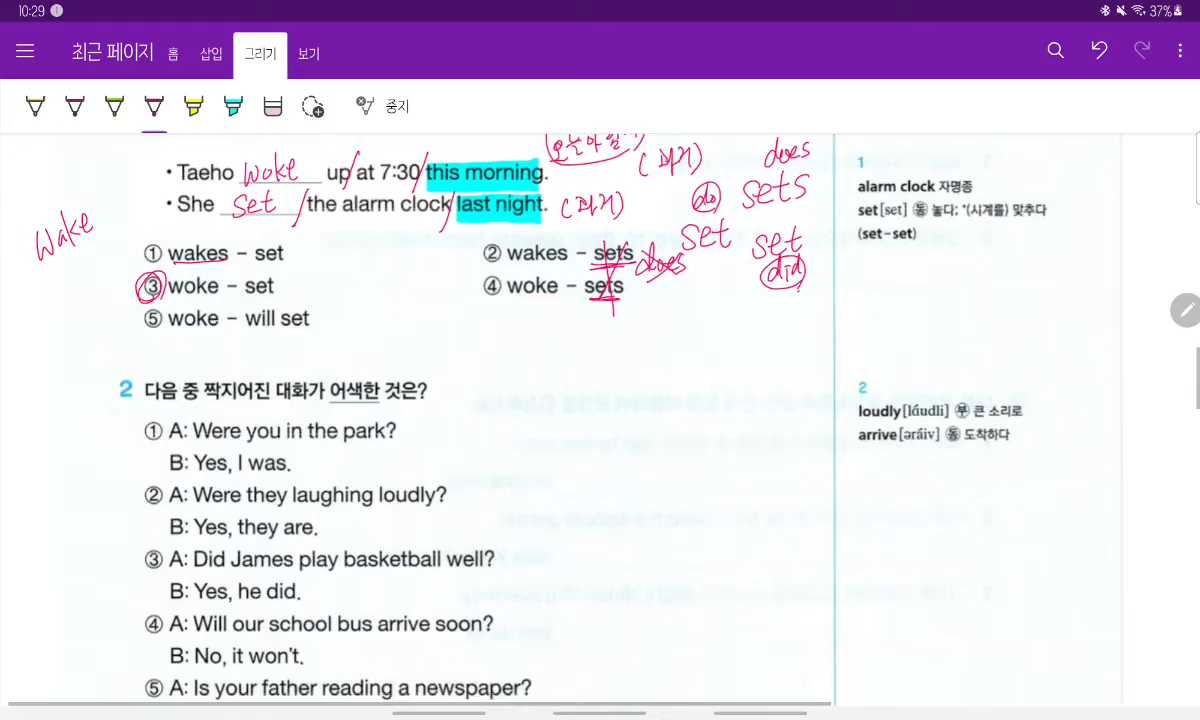 10:29
37%
최근 페이지 홈 삽입 그리기 보기
중지
오늘아침에 (과거)
• Taeho woke up/ at 7:30/ this morning.
• She set / the alarm clock / last night. (과거)
wake
① wakes – set
② wakes – sets does
③ woke – set
④ woke – sets
⑤ woke – will set
does
do sets
set set
did
1
alarm clock 자명종
set[set] 동 놓다; *(시계를) 맞추다
(set-set)
2 다음 중 짝지어진 대화가 어색한 것은?
① A: Were you in the park?
B: Yes, I was.
② A: Were they laughing loudly?
B: Yes, they are.
③ A: Did James play basketball well?
B: Yes, he did.
④ A: Will our school bus arrive soon?
B: No, it won't.
⑤ A: Is your father reading a newspaper?
2
loudly[láudli] 부 큰 소리로
arrive[əráiv] 동 도착하다